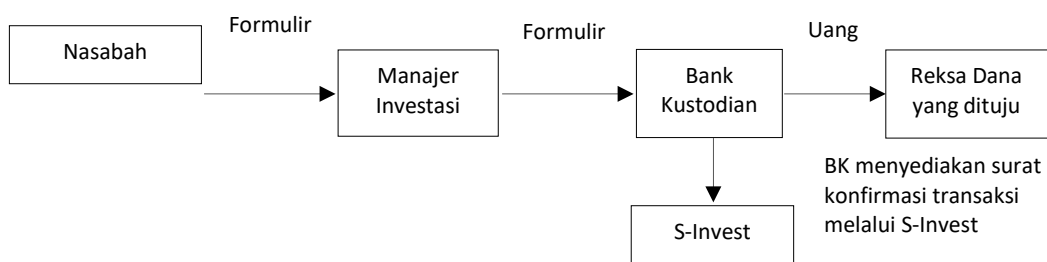 Nasabah
Formulir
Manajer
Investasi
Formulir
Bank
Kustodian
Uang
Reksa Dana
yang dituju
BK menyediakan surat
konfirmasi transaksi
melalui S-Invest
S-Invest